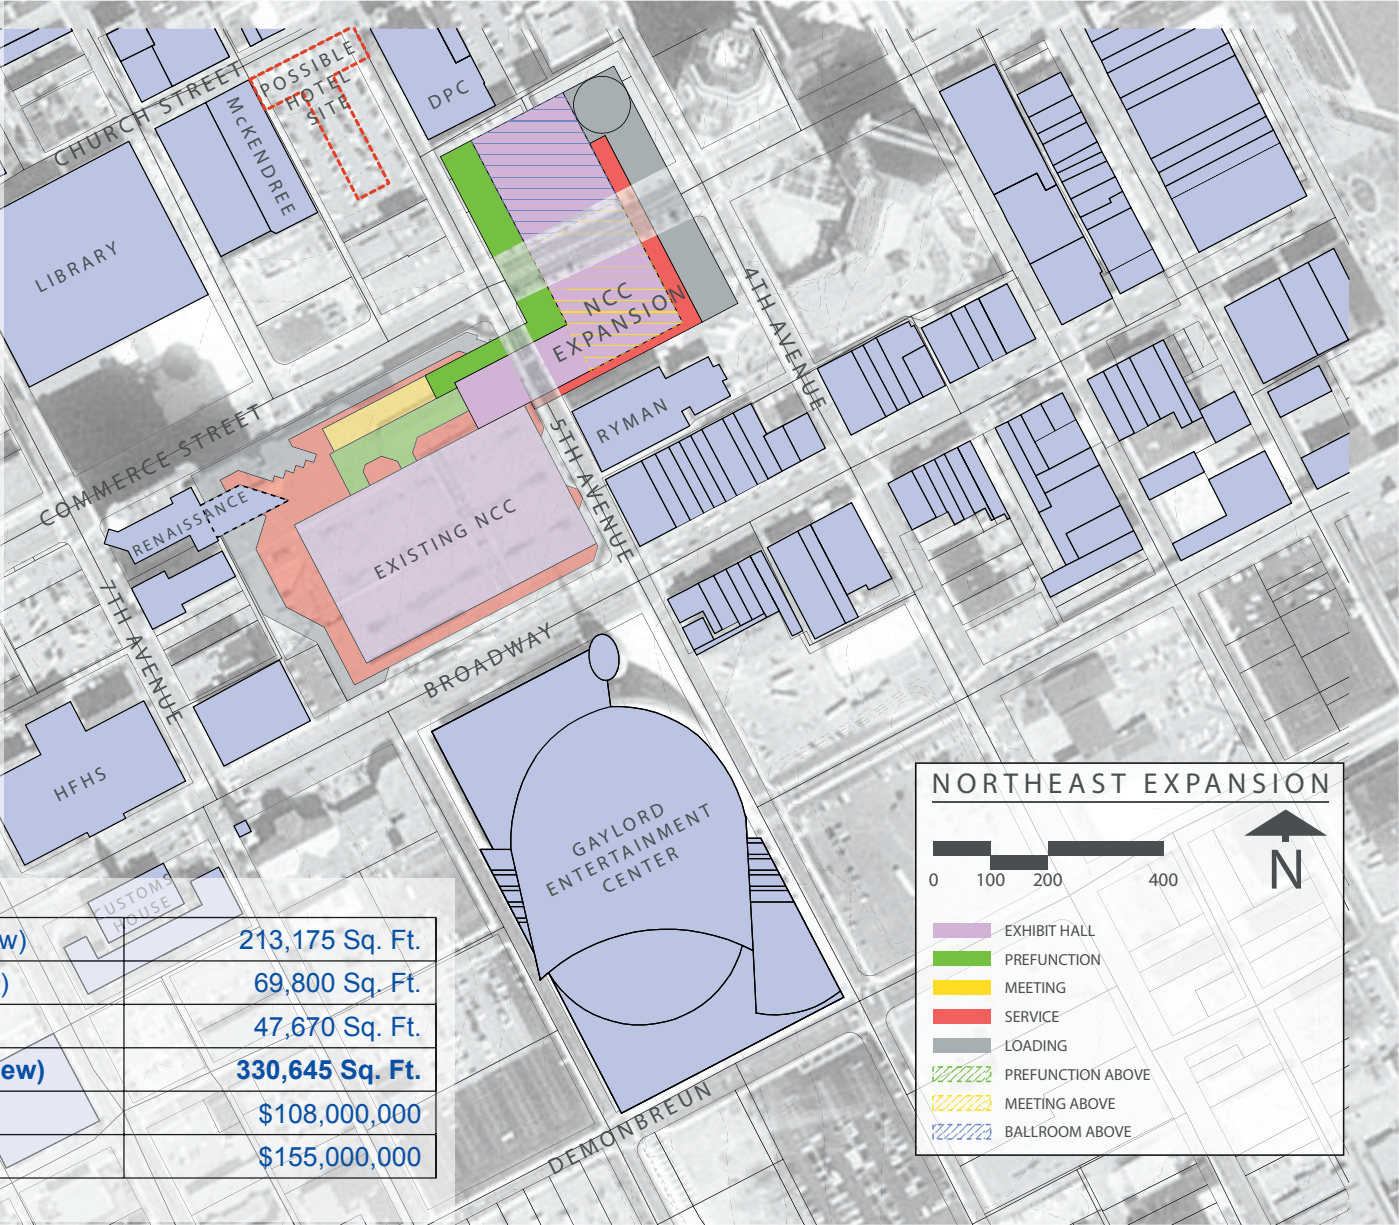 CHURCH STREET
POSSIBLE
HOTEL
SITE
DPC
McKENDREE
LIBRARY
NCC
EXPANSION
4TH AVENUE
COMMERCE STREET
RYMAN
5TH AVENUE
RENAISSANCE
EXISTING NCC
7TH AVENUE
BROADWAY
HFHS
GAYLORD
ENTERTAINMENT
CENTER
CUSTOMS
HOUSE
DEMONBREUN
w) 213,175 Sq. Ft.
) 69,800 Sq. Ft.
47,670 Sq. Ft.
ew) 330,645 Sq. Ft.
$108,000,000
$155,000,000
NORTHEAST EXPANSION
0 100 200 400
N
EXHIBIT HALL
PREFUNCTION
MEETING
SERVICE
LOADING
PREFUNCTION ABOVE
MEETING ABOVE
BALLROOM ABOVE